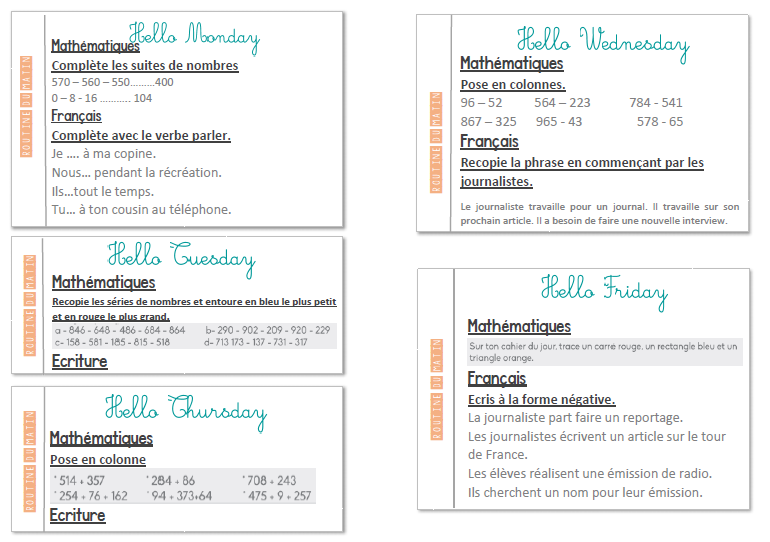 Hello Monday
ROUTINE DU MATIN
Mathématiques
Complète les suites de nombres
570 – 560 – 550.........400
0 – 8 - 16 ........... 104
Français
Complète avec le verbe parler.
Je .... à ma copine.
Nous... pendant la récréation.
Ils...tout le temps.
Tu... à ton cousin au téléphone.
Hello Tuesday
ROUTINE DU MATIN
Mathématiques
Recopie les séries de nombres et entoure en bleu le plus petit
et en rouge le plus grand.
a - 846 - 648 - 486 - 684 - 864 b- 290 - 902 - 209 - 920 - 229
c- 158 - 581 - 185 - 815 - 518 d- 713 173 - 137 - 731 - 317
Ecriture
Hello Thursday
ROUTINE DU MATIN
Mathématiques
Pose en colonne
* 514 + 357 * 284 + 86 * 708 + 243
* 254 + 76 + 162 * 94 + 373+64 * 475 + 9 + 257
Ecriture
Hello Wednesday
ROUTINE DU MATIN
Mathématiques
Pose en colonnes.
96 – 52 564 – 223 784 - 541
867 – 325 965 - 43 578 - 65
Français
Recopie la phrase en commençant par les
journalistes.
Le journaliste travaille pour un journal. Il travaille sur son
prochain article. Il a besoin de faire une nouvelle interview.
Hello Friday
ROUTINE DU MATIN
Mathématiques
Sur ton cahier du jour, trace un carré rouge, un rectangle bleu et un
triangle orange.
Français
Ecris à la forme négative.
La journaliste part faire un reportage.
Les journalistes écrivent un article sur le tour
de France.
Les élèves réalisent une émission de radio.
Ils cherchent un nom pour leur émission.